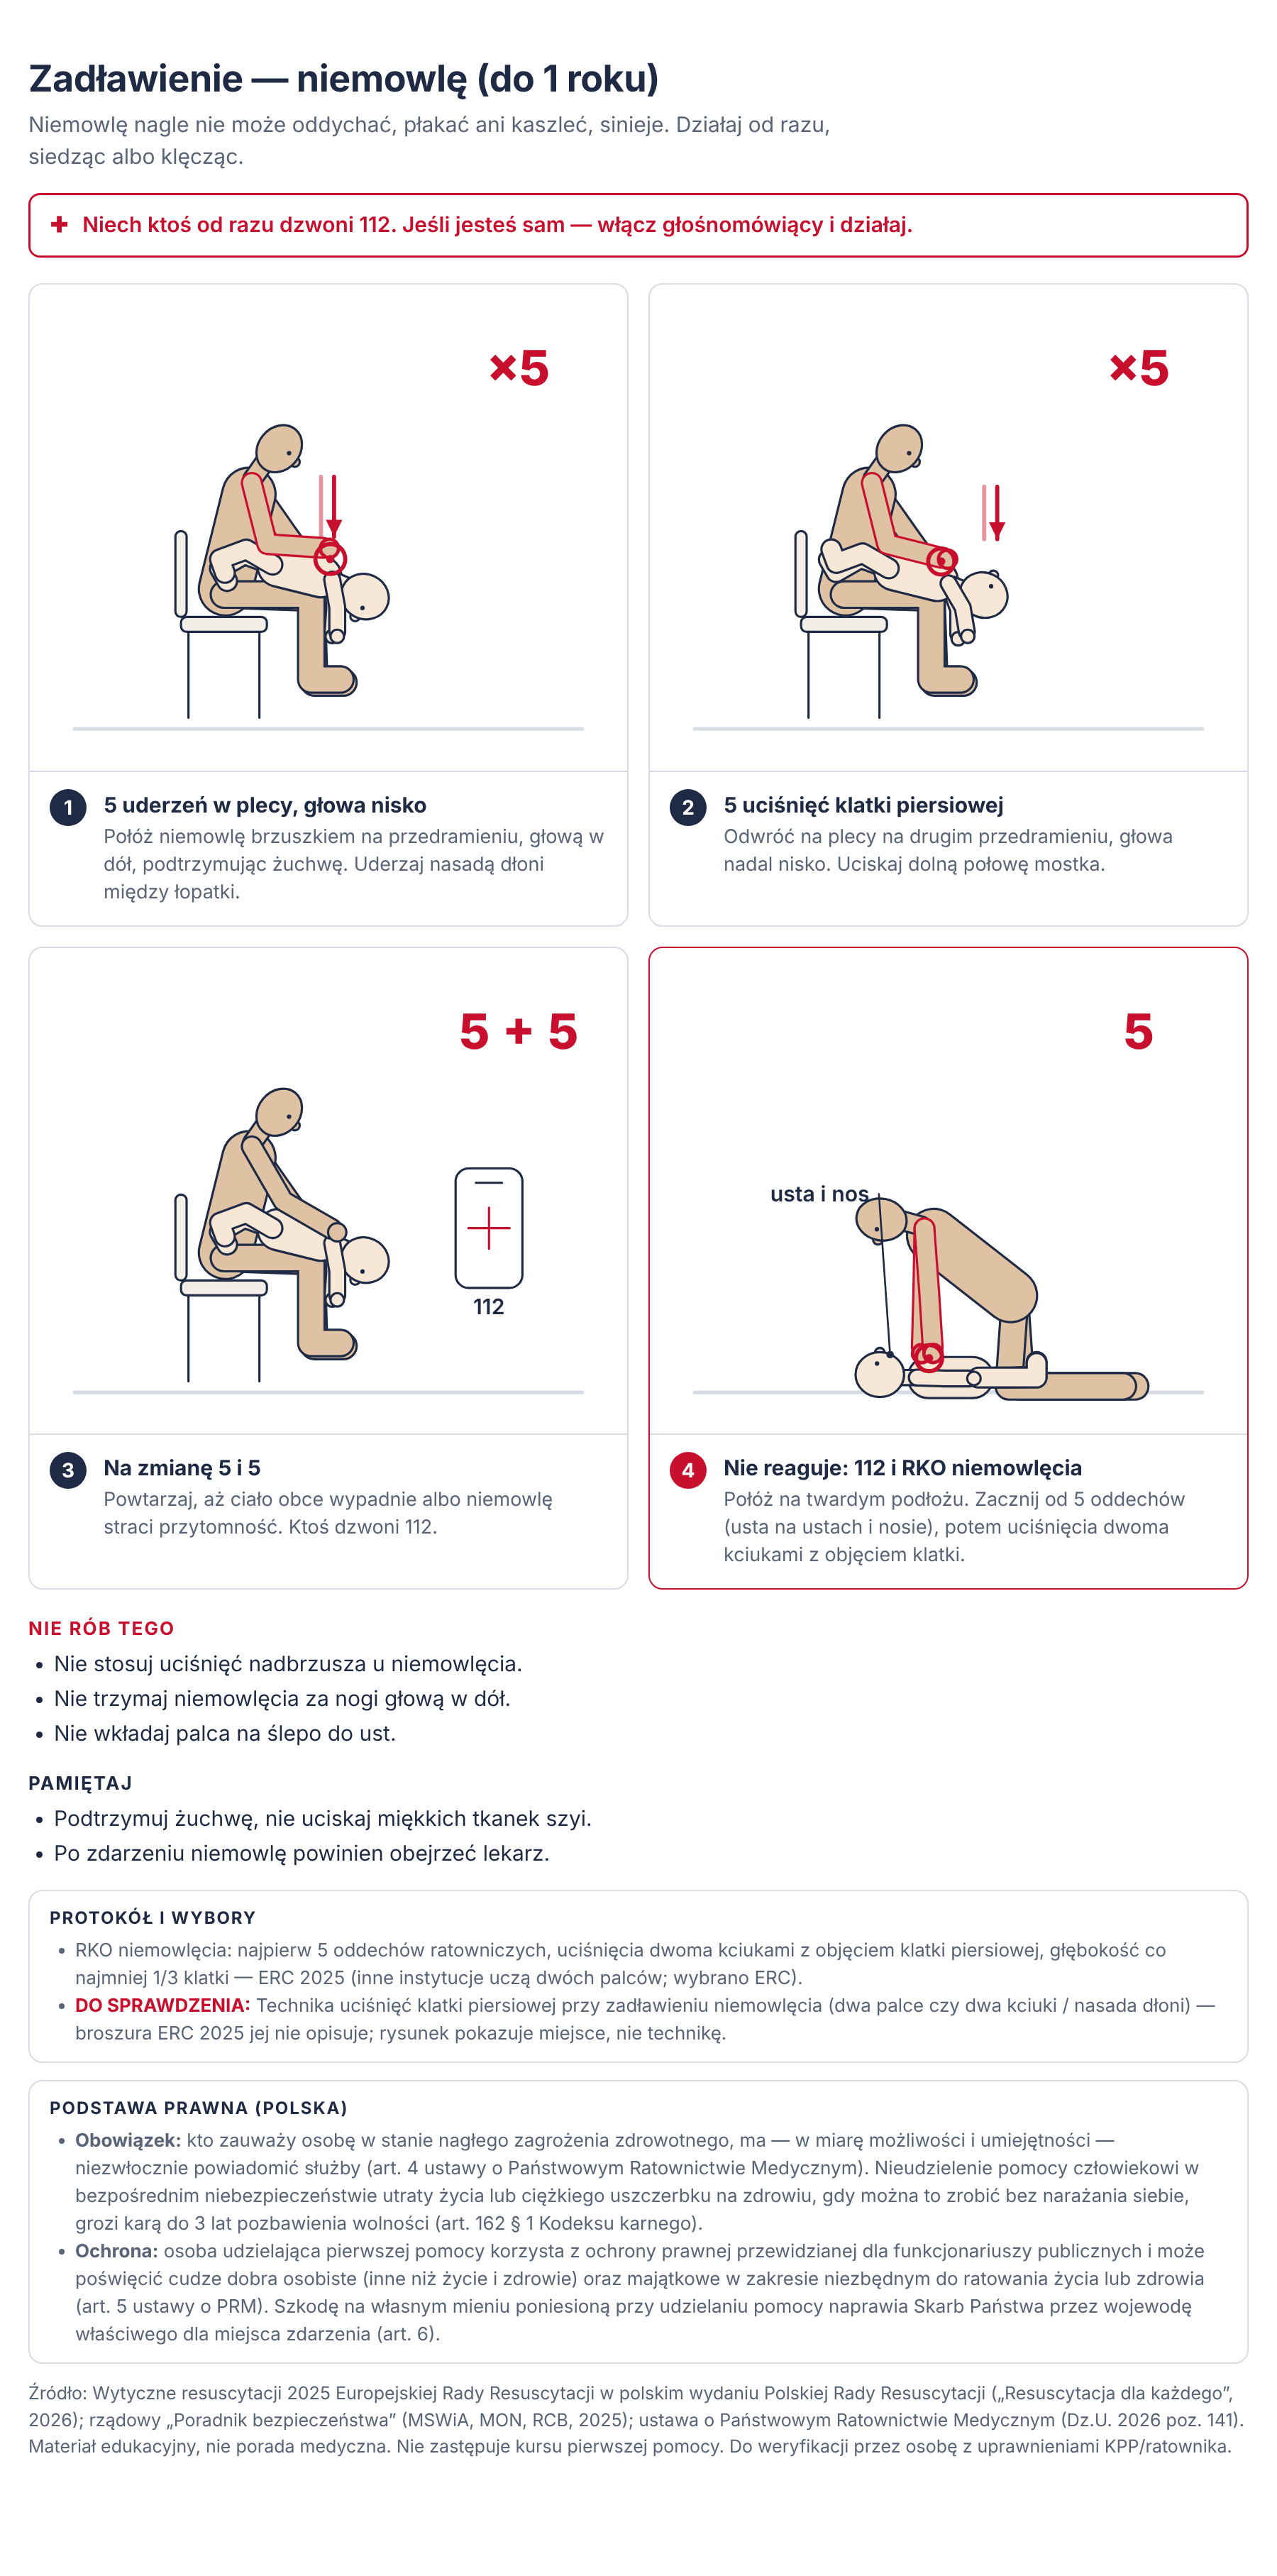 Zadławienie — niemowlę (do 1 roku)
Niemowlę nagle nie może oddychać, płakać ani kaszleć, sinieje. Działaj od razu,
siedząc albo klęcząc.
Niech ktoś od razu dzwoni 112. Jeśli jesteś sam — włącz głośnomówiący i działaj.
×5
×5
1 5 uderzeń w plecy, głowa nisko
Połóż niemowlę brzuszkiem na przedramieniu, głową w
dół, podtrzymując żuchwę. Uderzaj nasadą dłoni
między łopatki.
2 5 uciśnięć klatki piersiowej
Odwróć na plecy na drugim przedramieniu, głowa
nadal nisko. Uciskaj dolną połowę mostka.
5 + 5
112
5
usta i nos
3 Na zmianę 5 i 5
Powtarzaj, aż ciało obce wypadnie albo niemowlę
straci przytomność. Ktoś dzwoni 112.
4 Nie reaguje: 112 i RKO niemowlęcia
Połóż na twardym podłożu. Zacznij od 5 oddechów
(usta na ustach i nosie), potem uciśnięcia dwoma
kciukami z objęciem klatki.
NIE RÓB TEGO
• Nie stosuj uciśnięć nadbrzusza u niemowlęcia.
• Nie trzymaj niemowlęcia za nogi głową w dół.
• Nie wkładaj palca na ślepo do ust.
PAMIĘTAJ
• Podtrzymuj żuchwę, nie uciskaj miękkich tkanek szyi.
• Po zdarzeniu niemowlę powinien obejrzeć lekarz.
PROTOKÓŁ I WYBORY
• RKO niemowlęcia: najpierw 5 oddechów ratowniczych, uciśnięcia dwoma kciukami z objęciem klatki piersiowej, głębokość co
najmniej 1/3 klatki — ERC 2025 (inne instytucje uczą dwóch palców; wybrano ERC).
• DO SPRAWDZENIA: Technika uciśnięć klatki piersiowej przy zadławieniu niemowlęcia (dwa palce czy dwa kciuki / nasada dłoni) —
broszura ERC 2025 jej nie opisuje; rysunek pokazuje miejsce, nie technikę.
PODSTAWA PRAWNA (POLSKA)
• Obowiązek: kto zauważy osobę w stanie nagłego zagrożenia zdrowotnego, ma — w miarę możliwości i umiejętności —
niezwłocznie powiadomić służby (art. 4 ustawy o Państwowym Ratownictwie Medycznym). Nieudzielenie pomocy człowiekowi w
bezpośrednim niebezpieczeństwie utraty życia lub ciężkiego uszczerbku na zdrowiu, gdy można to zrobić bez narażania siebie,
grozi karą do 3 lat pozbawienia wolności (art. 162 § 1 Kodeksu karnego).
• Ochrona: osoba udzielająca pierwszej pomocy korzysta z ochrony prawnej przewidzianej dla funkcjonariuszy publicznych i może
poświęcić cudze dobra osobiste (inne niż życie i zdrowie) oraz majątkowe w zakresie niezbędnym do ratowania życia lub zdrowia
(art. 5 ustawy o PRM). Szkodę na własnym mieniu poniesioną przy udzielaniu pomocy naprawia Skarb Państwa przez wojewodę
właściwego dla miejsca zdarzenia (art. 6).
Źródło: Wytyczne resuscytacji 2025 Europejskiej Rady Resuscytacji w polskim wydaniu Polskiej Rady Resuscytacji („Resuscytacja dla każdego”,
2026); rządowy „Poradnik bezpieczeństwa” (MSWiA, MON, RCB, 2025); ustawa o Państwowym Ratownictwie Medycznym (Dz.U. 2026 poz. 141).
Materiał edukacyjny, nie porada medyczna. Nie zastępuje kursu pierwszej pomocy. Do weryfikacji przez osobę z uprawnieniami KPP/ratownika.